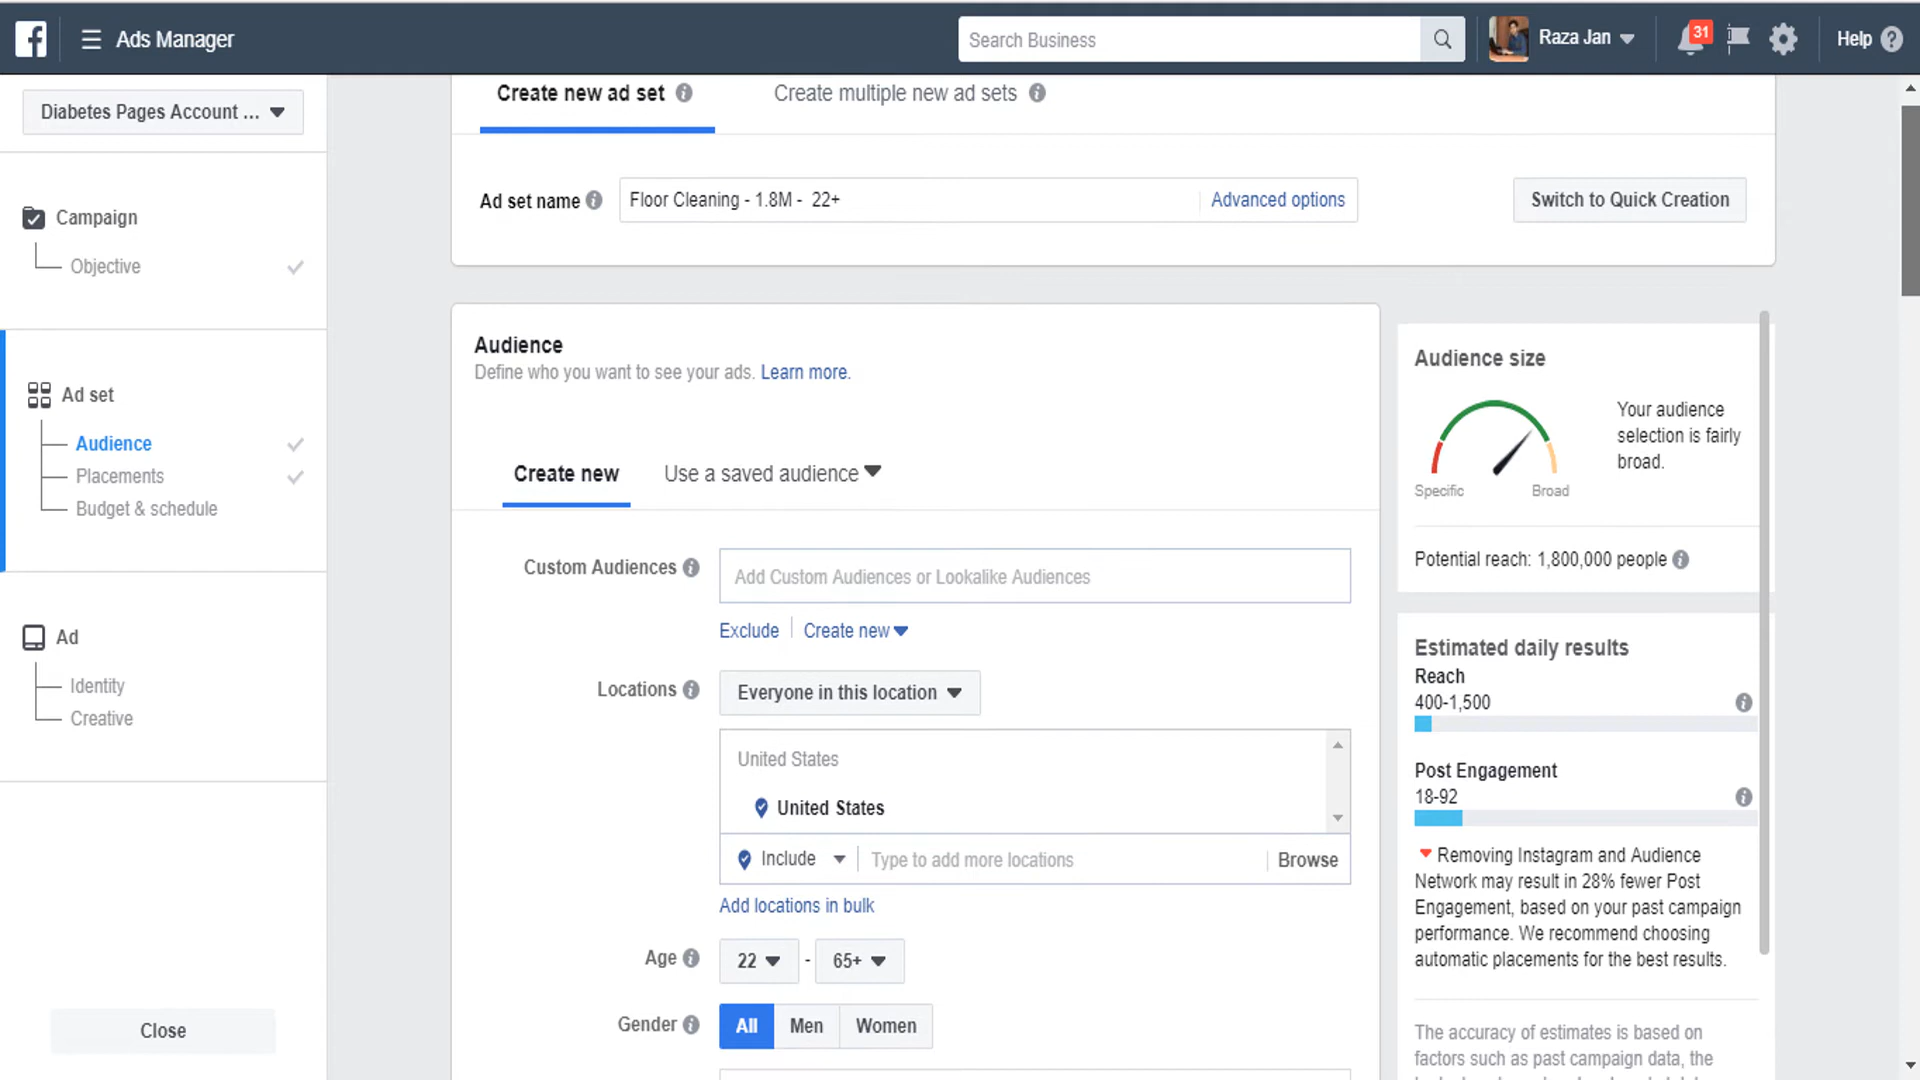 Ads Manager
Search Business
Raza Jan
31
Help
Diabetes Pages Account ...
Create new ad set
Create multiple new ad sets
Ad set name
Floor Cleaning - 1.8M - 22+
Advanced options
Switch to Quick Creation
Campaign
Objective
Ad set
Audience
Placements
Budget & schedule
Ad
Identity
Creative
Close
Audience
Define who you want to see your ads. Learn more.
Create new
Use a saved audience
Custom Audiences
Add Custom Audiences or Lookalike Audiences
Exclude
Create new
Locations
Everyone in this location
United States
United States
Include
Type to add more locations
Browse
Add locations in bulk
Age
22 - 65+
Gender
All
Men
Women
Audience size
Your audience
selection is fairly
broad.
Specific
Broad
Potential reach: 1,800,000 people
Estimated daily results
Reach
400-1,500
Post Engagement
18-92
Removing Instagram and Audience
Network may result in 28% fewer Post
Engagement, based on your past campaign
performance. We recommend choosing
automatic placements for the best results.
The accuracy of estimates is based on
factors such as past campaign data, the